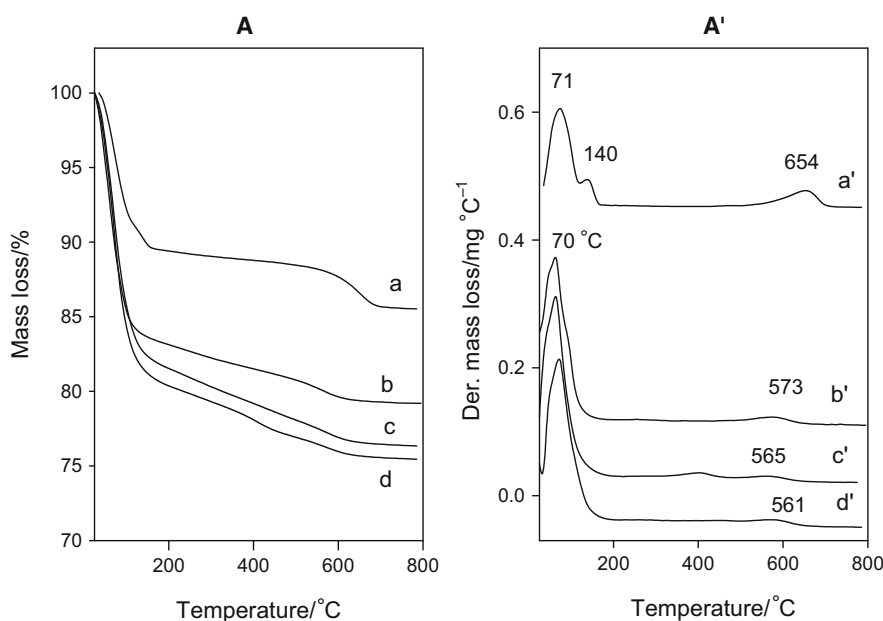 A
Mass loss/%
100
95
90
85
80
75
70
a
b
c
d
200
400
600
800
Temperature/°C
A'
Der. mass loss/mg °C⁻¹
0.6
0.4
0.2
0.0
71
140
654
a'
70 °C
573
b'
565
c'
561
d'
200
400
600
800
Temperature/°C